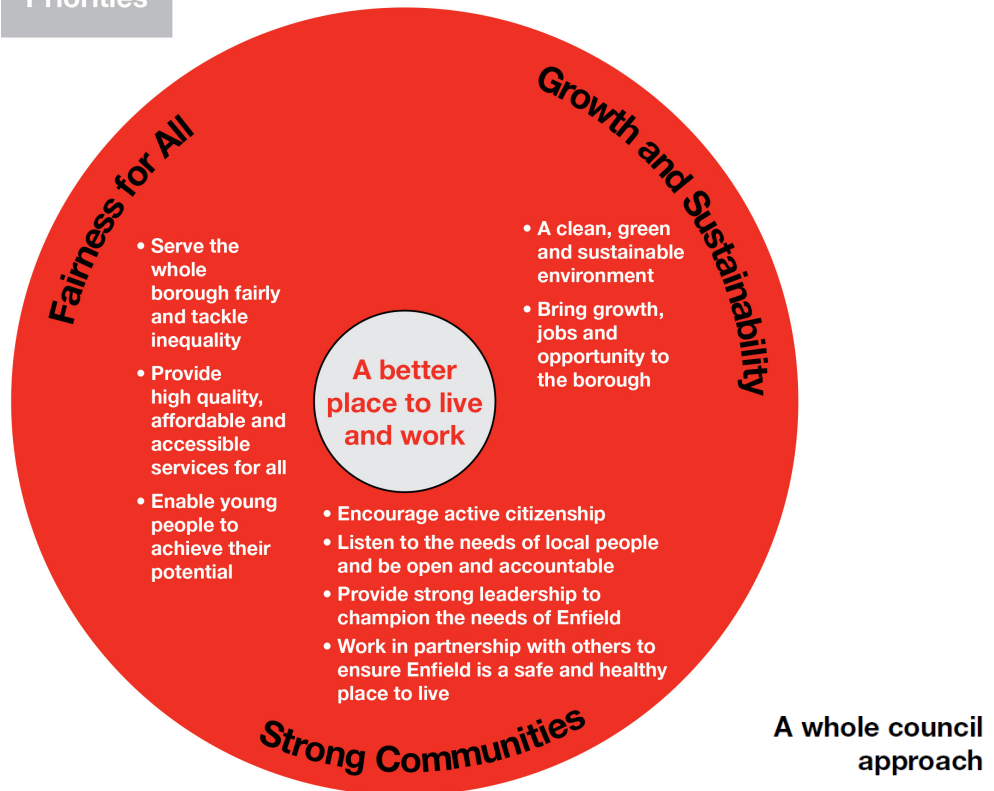 Priorities
Fairness for All
• Serve the
whole
borough fairly
and tackle
inequality
• Provide
high quality,
affordable and
accessible
services for all
• Enable young
people to
achieve their
potential
Growth and Sustainability
• A clean, green
and sustainable
environment
• Bring growth,
jobs and
opportunity to
the borough
A better
place to live
and work
• Encourage active citizenship
• Listen to the needs of local people
and be open and accountable
• Provide strong leadership to
champion the needs of Enfield
• Work in partnership with others to
ensure Enfield is a safe and healthy
place to live
Strong Communities
A whole council
approach